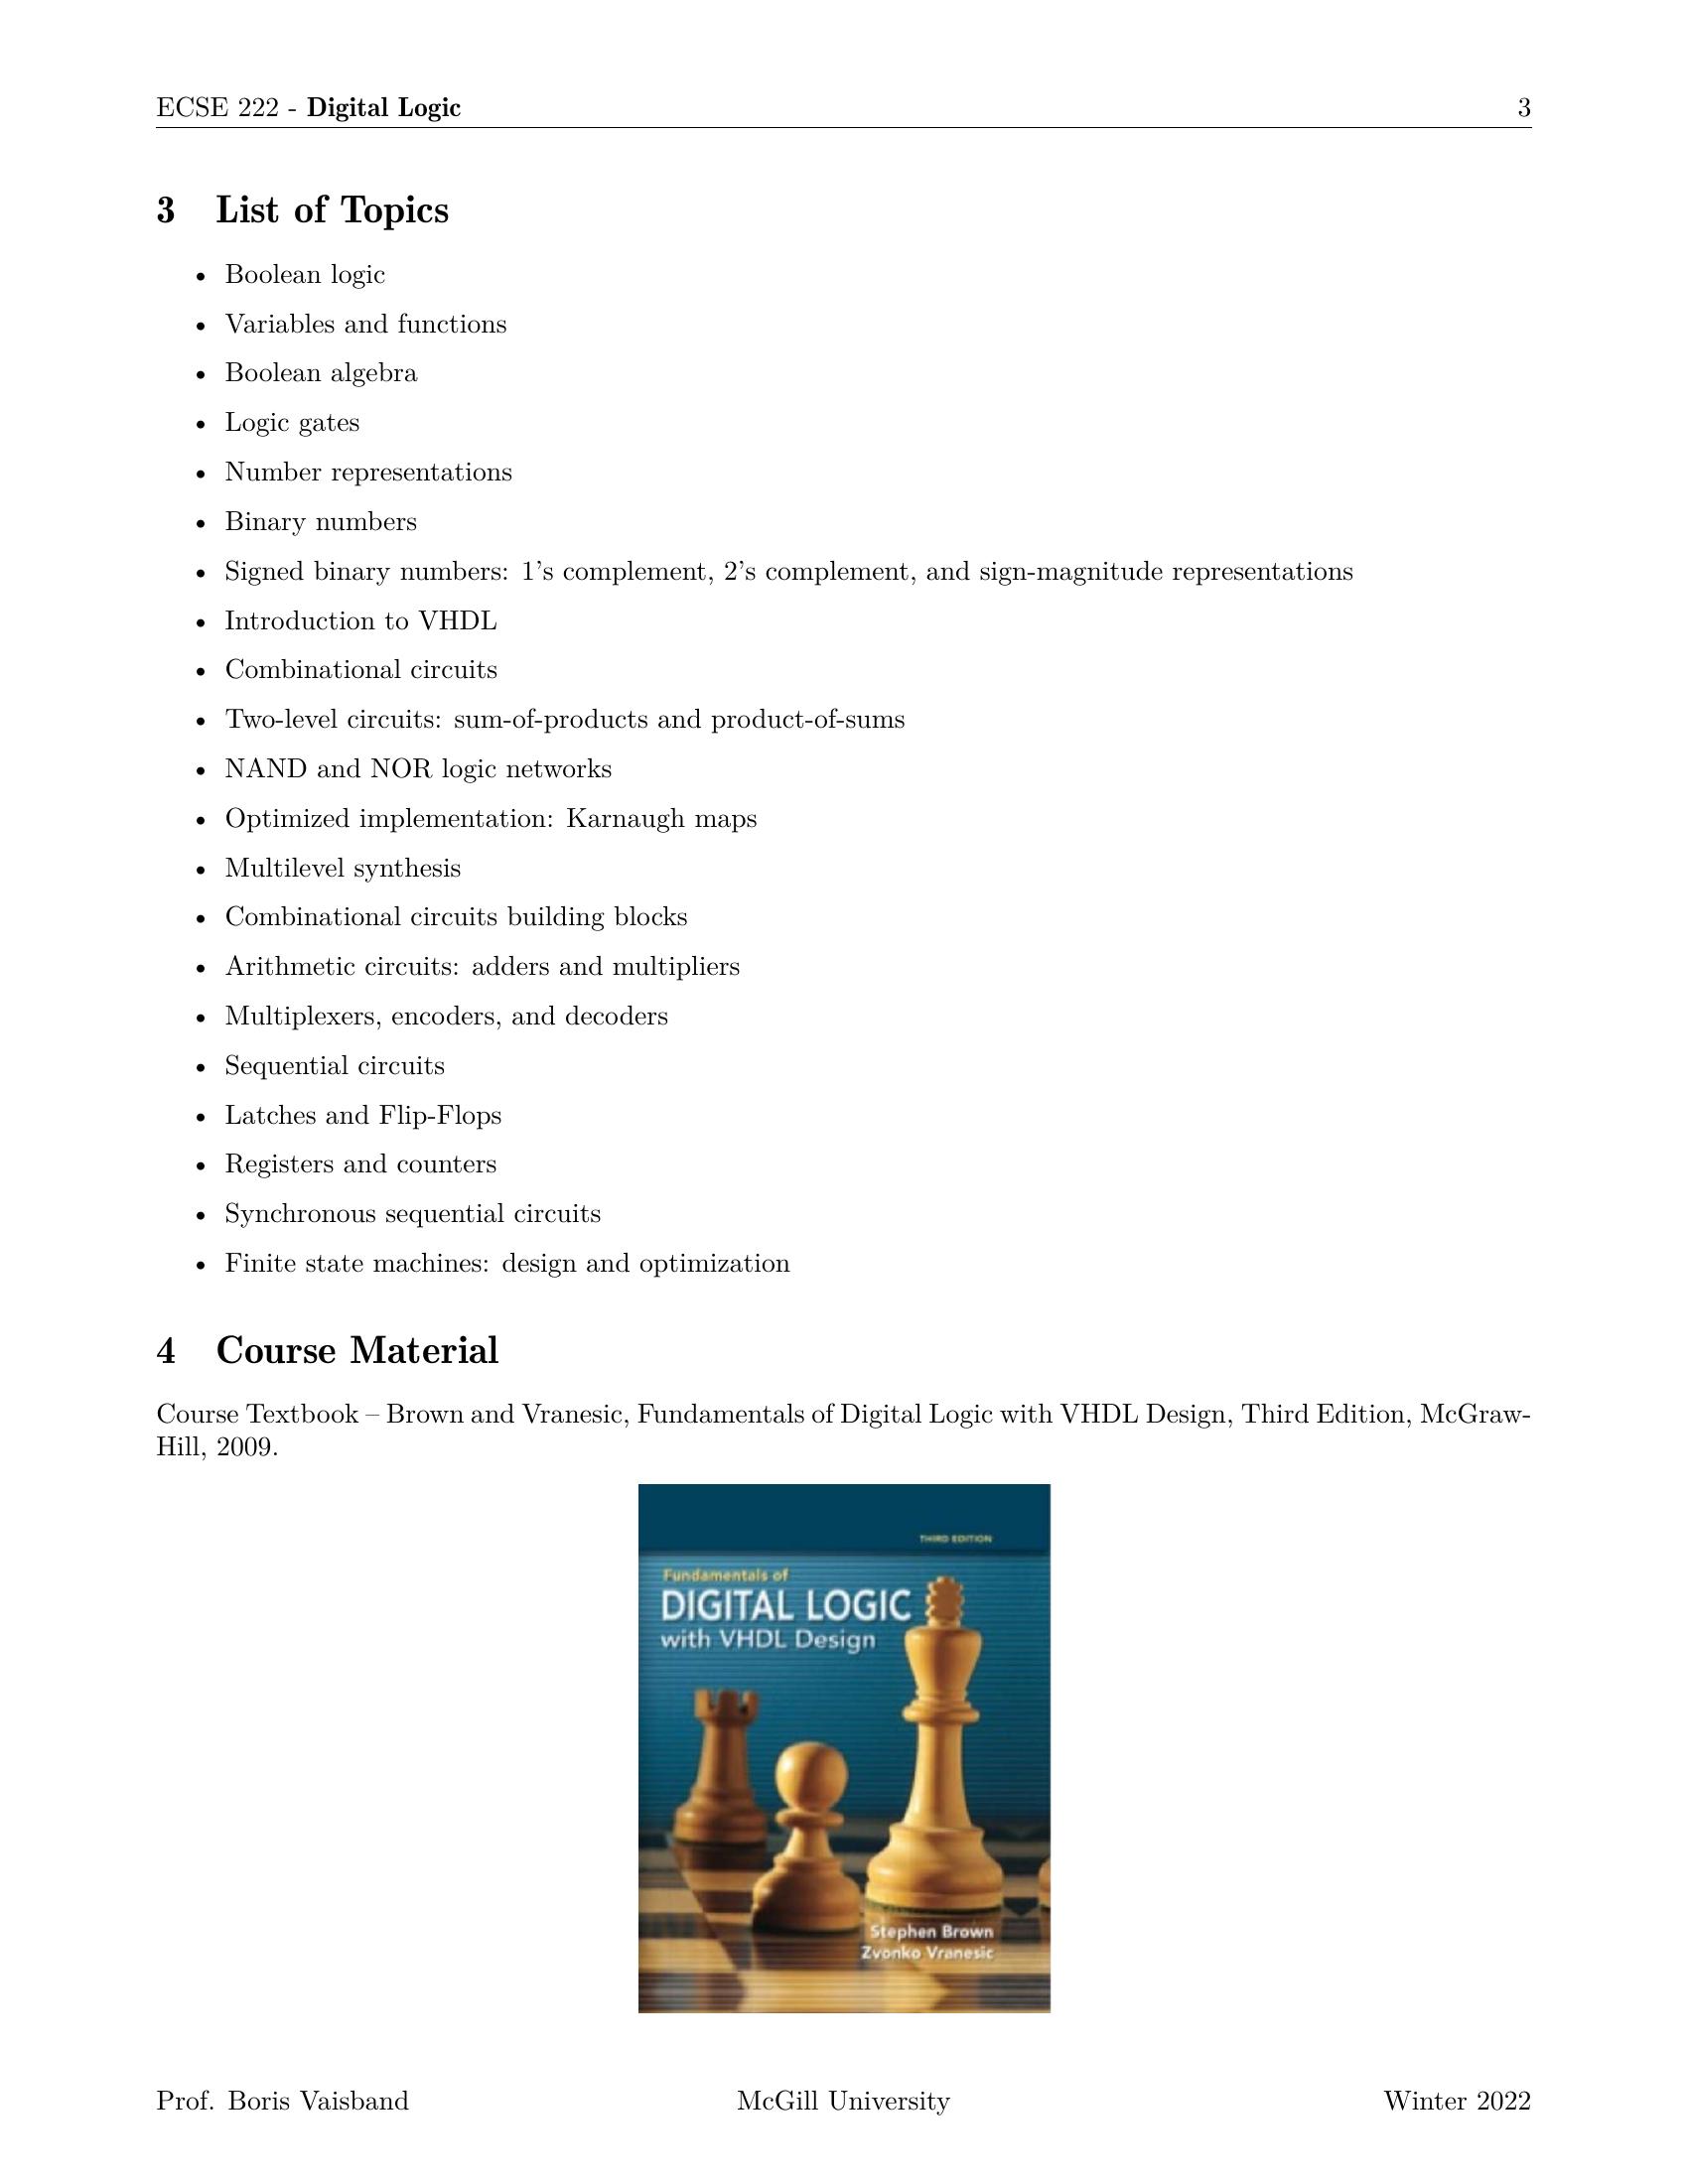 ECSE 222 - Digital Logic 3
3 List of Topics
• Boolean logic
• Variables and functions
• Boolean algebra
• Logic gates
• Number representations
• Binary numbers
• Signed binary numbers: 1's complement, 2's complement, and sign-magnitude representations
• Introduction to VHDL
• Combinational circuits
• Two-level circuits: sum-of-products and product-of-sums
• NAND and NOR logic networks
• Optimized implementation: Karnaugh maps
• Multilevel synthesis
• Combinational circuits building blocks
• Arithmetic circuits: adders and multipliers
• Multiplexers, encoders, and decoders
• Sequential circuits
• Latches and Flip-Flops
• Registers and counters
• Synchronous sequential circuits
• Finite state machines: design and optimization
4 Course Material
Course Textbook – Brown and Vranesic, Fundamentals of Digital Logic with VHDL Design, Third Edition, McGraw-
Hill, 2009.
THIRD EDITION
Fundamentals of
DIGITAL LOGIC
with VHDL Design
Stephen Brown
Zvonko Vranesic
Prof. Boris Vaisband McGill University Winter 2022